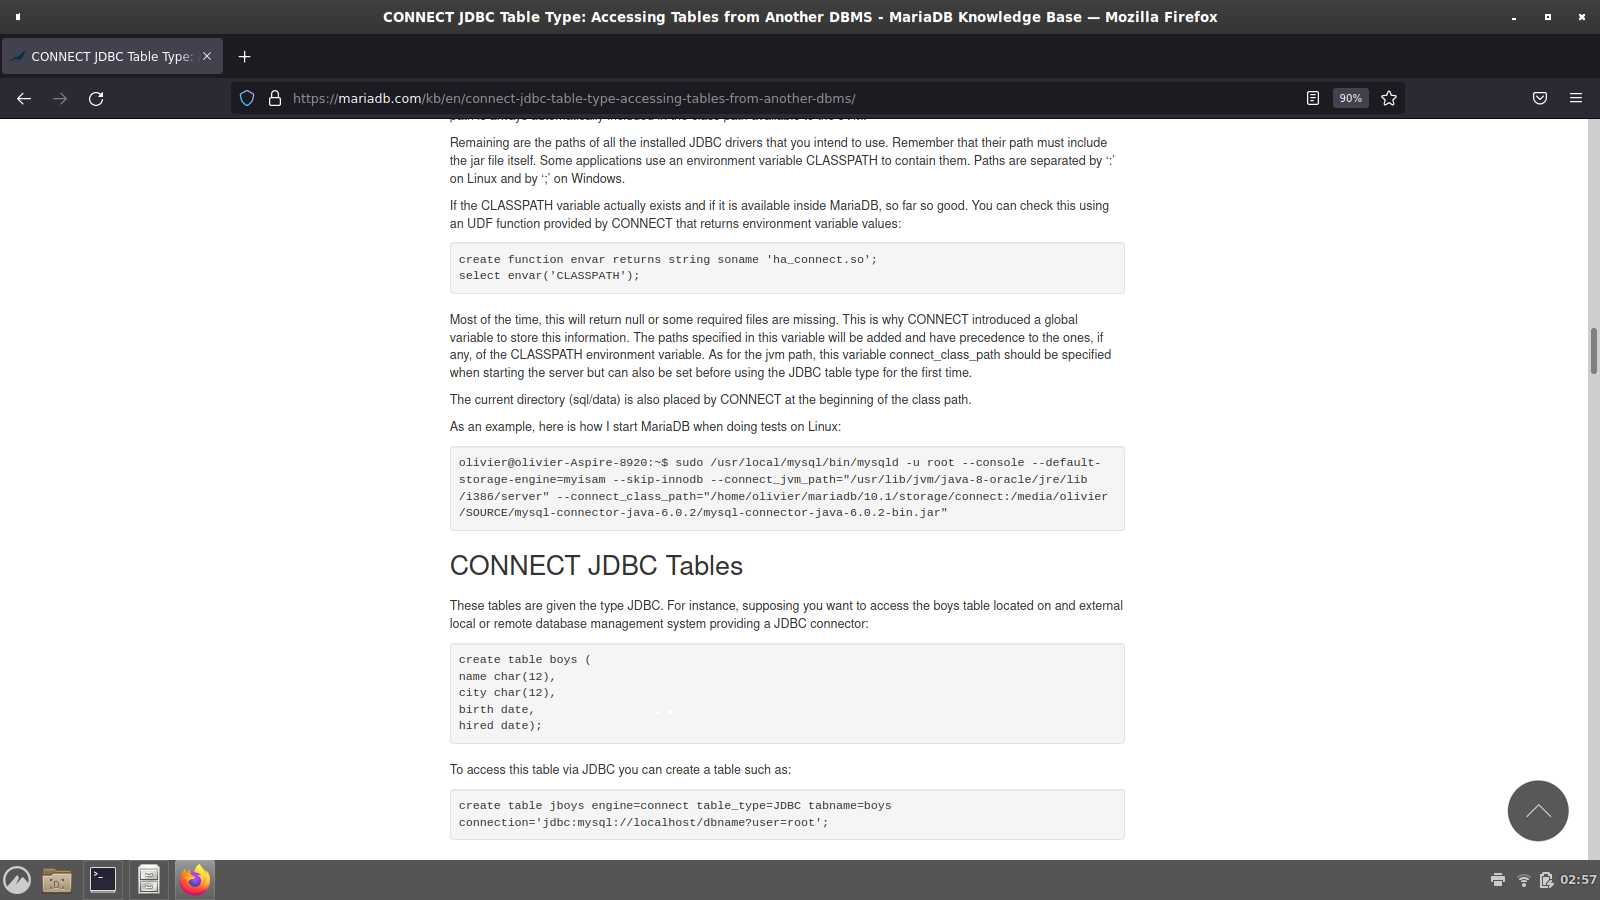 CONNECT JDBC Table Type: Accessing Tables from Another DBMS - MariaDB Knowledge Base — Mozilla Firefox
CONNECT JDBC Table Type:
https://mariadb.com/kb/en/connect-jdbc-table-type-accessing-tables-from-another-dbms/
90%
path is always automatically included in the class path available to the JVM.
Remaining are the paths of all the installed JDBC drivers that you intend to use. Remember that their path must include
the jar file itself. Some applications use an environment variable CLASSPATH to contain them. Paths are separated by ‘:’
on Linux and by ‘;’ on Windows.
If the CLASSPATH variable actually exists and if it is available inside MariaDB, so far so good. You can check this using
an UDF function provided by CONNECT that returns environment variable values:
create function envar returns string soname 'ha_connect.so';
select envar('CLASSPATH');
Most of the time, this will return null or some required files are missing. This is why CONNECT introduced a global
variable to store this information. The paths specified in this variable will be added and have precedence to the ones, if
any, of the CLASSPATH environment variable. As for the jvm path, this variable connect_class_path should be specified
when starting the server but can also be set before using the JDBC table type for the first time.
The current directory (sql/data) is also placed by CONNECT at the beginning of the class path.
As an example, here is how I start MariaDB when doing tests on Linux:
olivier@olivier-Aspire-8920:~$ sudo /usr/local/mysql/bin/mysqld -u root --console --default-
storage-engine=myisam --skip-innodb --connect_jvm_path="/usr/lib/jvm/java-8-oracle/jre/lib
/i386/server" --connect_class_path="/home/olivier/mariadb/10.1/storage/connect:/media/olivier
/SOURCE/mysql-connector-java-6.0.2/mysql-connector-java-6.0.2-bin.jar"
CONNECT JDBC Tables
These tables are given the type JDBC. For instance, supposing you want to access the boys table located on and external
local or remote database management system providing a JDBC connector:
create table boys (
name char(12),
city char(12),
birth date,
hired date);
To access this table via JDBC you can create a table such as:
create table jboys engine=connect table_type=JDBC tabname=boys
connection='jdbc:mysql://localhost/dbname?user=root';
02:57